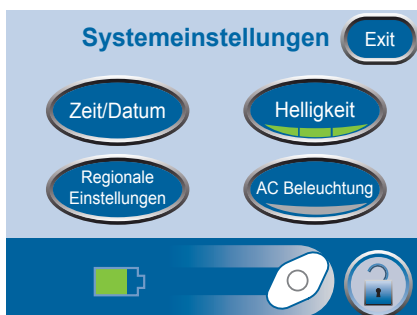 Systemeinstellungen
Exit
Zeit/Datum
Helligkeit
Regionale
Einstellungen
AC Beleuchtung